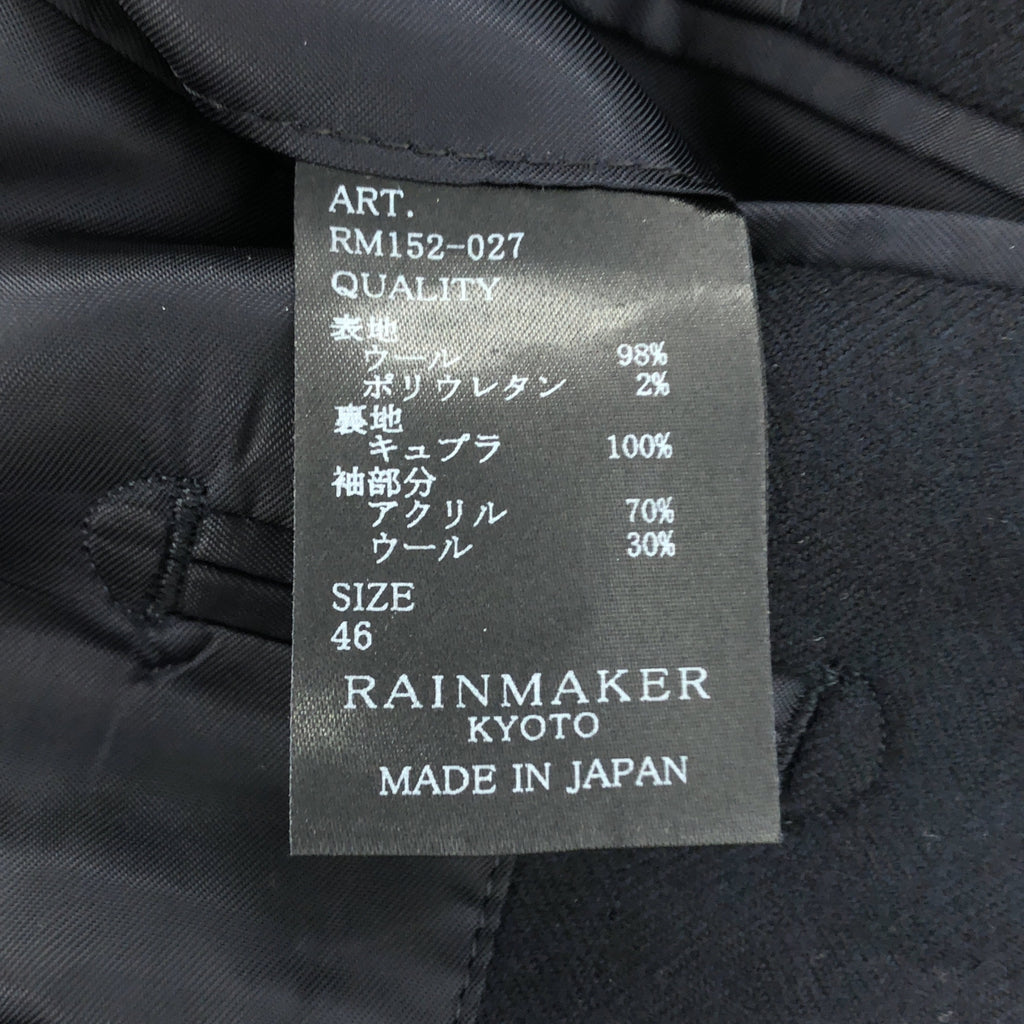 ART.
RM152-027
QUALITY
表地
ウール 98%
ポリウレタン 2%
裏地
キュプラ 100%
袖部分
アクリル 70%
ウール 30%
SIZE
46
RAINMAKER
KYOTO
MADE IN JAPAN